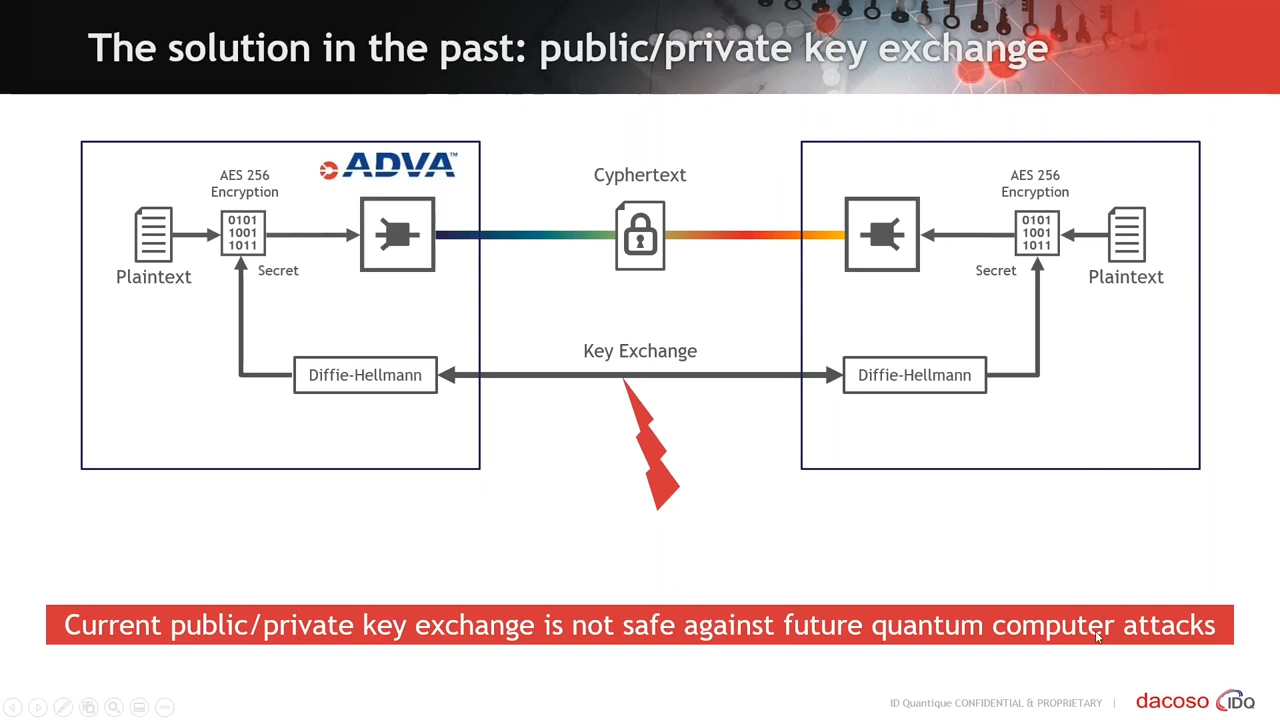 The solution in the past: public/private key exchange
AES 256
Encryption
ADVA™
0101
1001
1011
Plaintext
Secret
Diffie-Hellmann
Cyphertext
Key Exchange
AES 256
Encryption
0101
1001
1011
Secret
Plaintext
Diffie-Hellmann
Current public/private key exchange is not safe against future quantum computer attacks
ID Quantique CONFIDENTIAL & PROPRIETARY |
dacoso IDQ